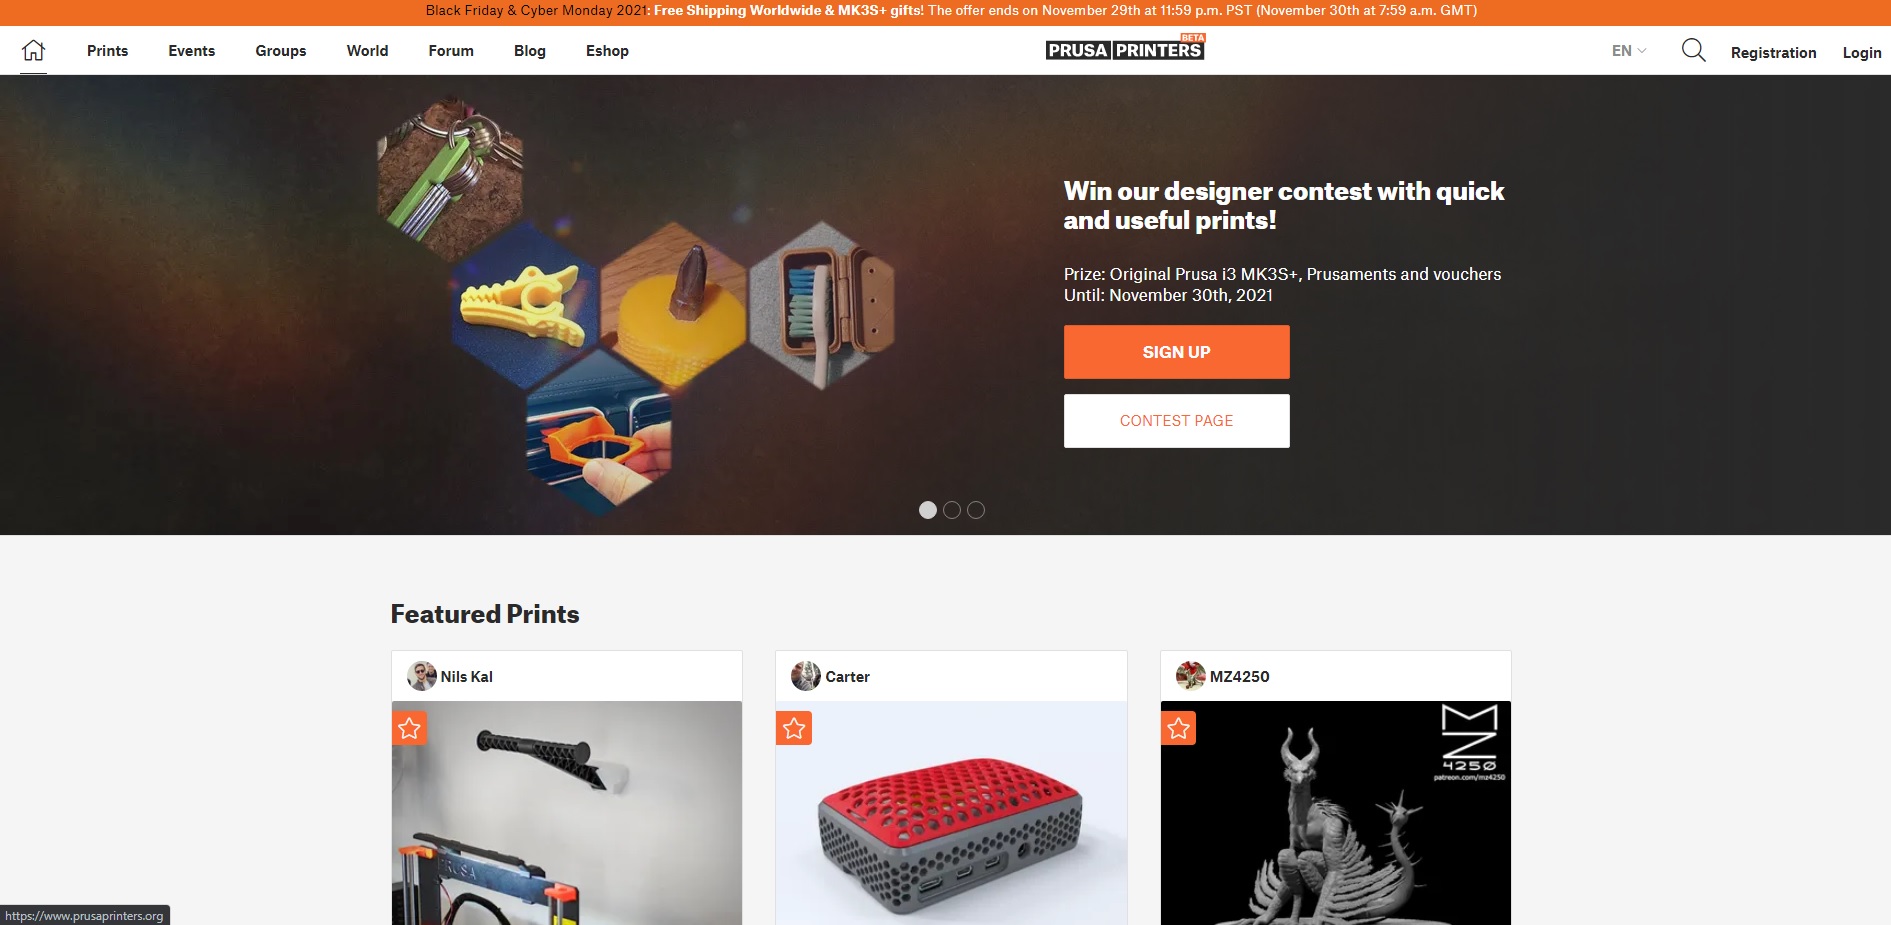 Black Friday & Cyber Monday 2021: Free Shipping Worldwide & MK3S+ gifts! The offer ends on November 29th at 11:59 p.m. PST (November 30th at 7:59 a.m. GMT)
Prints Events Groups World Forum Blog Eshop
PRUSA PRINTERS BETA
EN
Registration Login
Win our designer contest with quick
and useful prints!
Prize: Original Prusa i3 MK3S+, Prusaments and vouchers
Until: November 30th, 2021
SIGN UP
CONTEST PAGE
Featured Prints
Nils Kal
Carter
MZ4250
PRUSA
MZ
4250
patreon.com/mz4250
https://www.prusaprinters.org